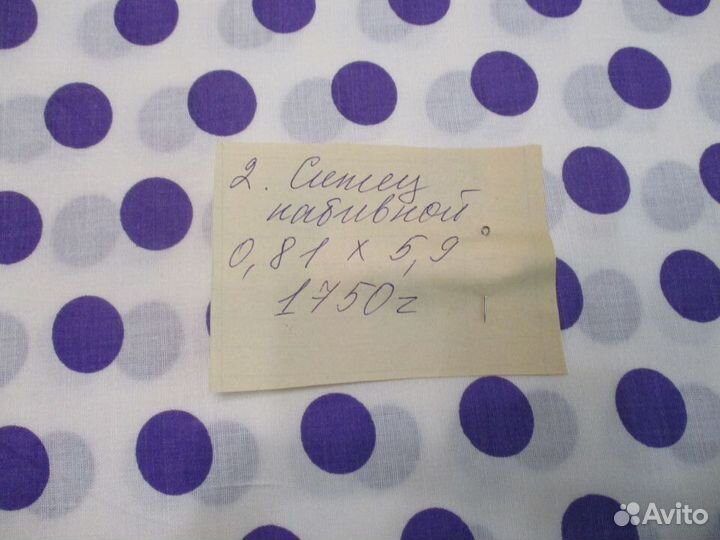 2. Ситец
набивной
0,81 x 5,9
1750г
Avito